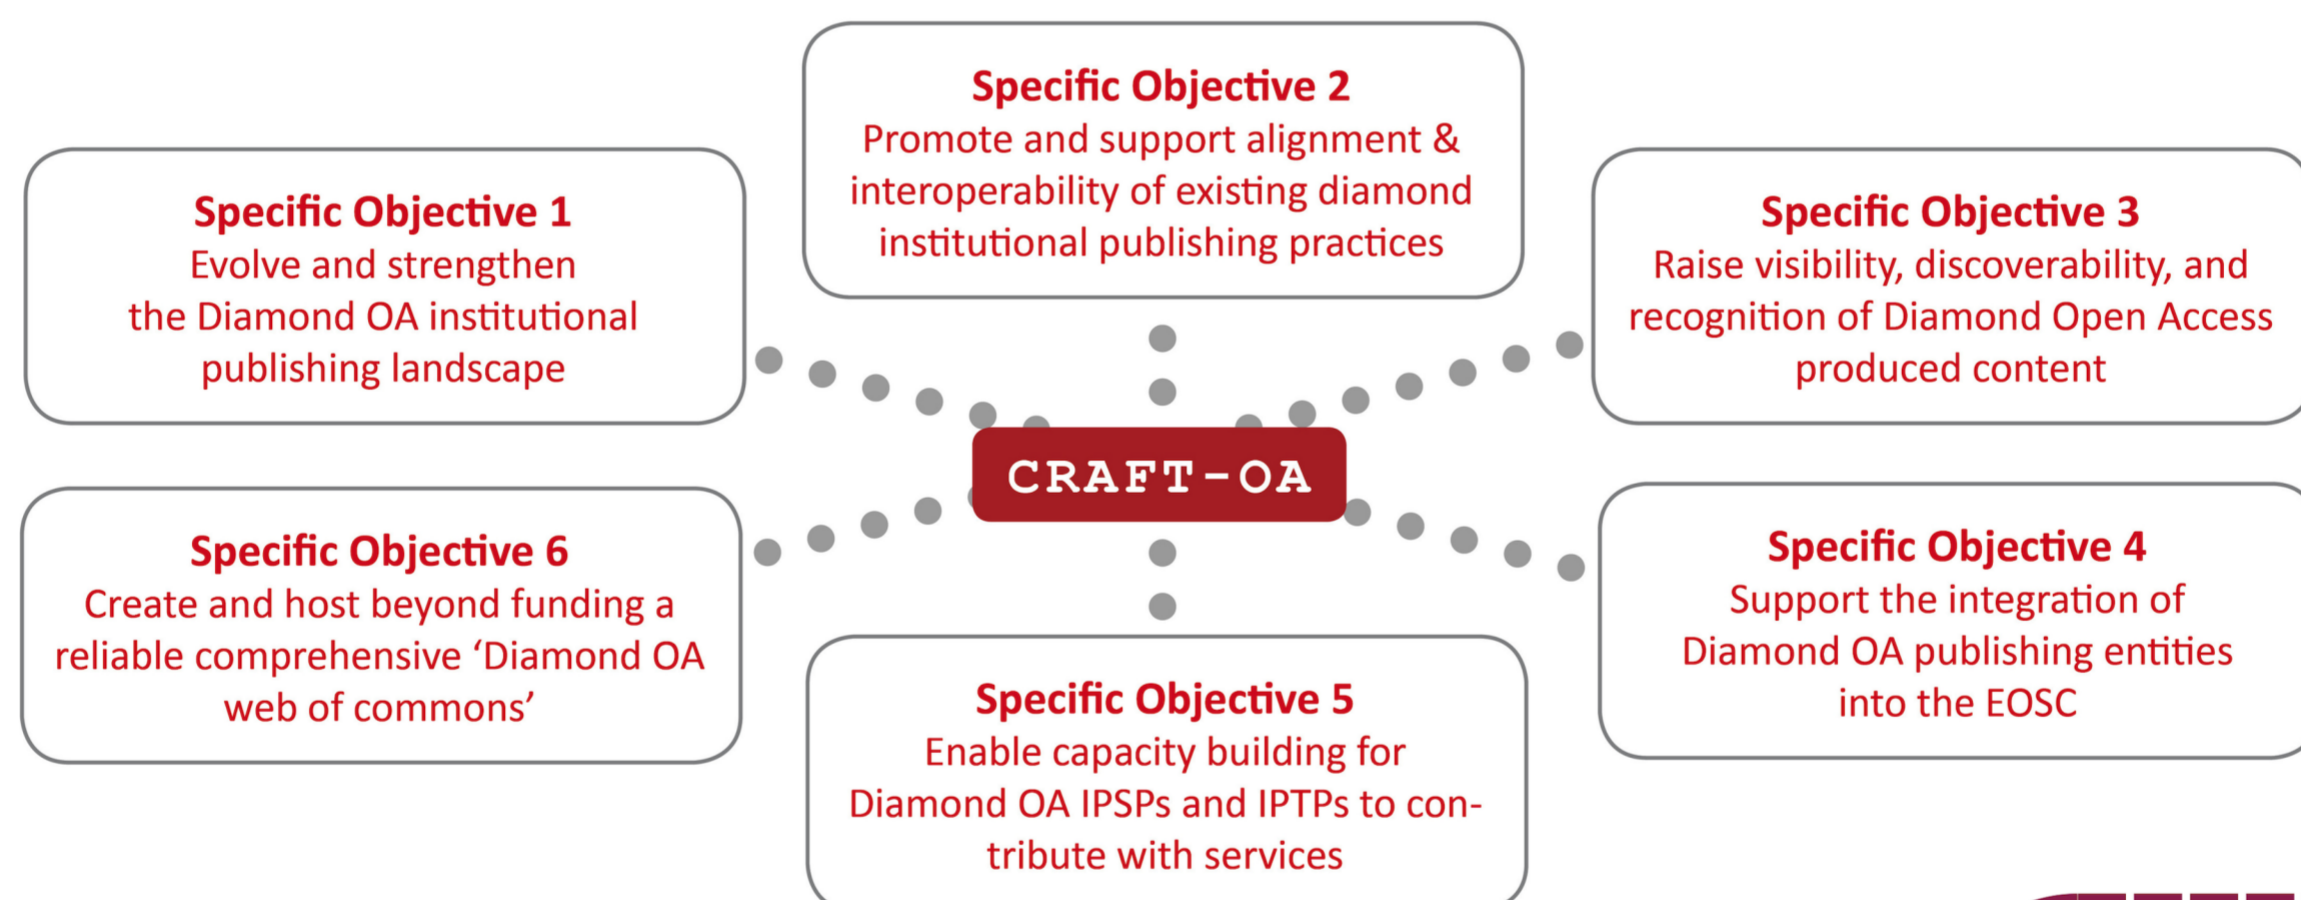 Specific Objective 1
Evolve and strengthen
the Diamond OA institutional
publishing landscape
Specific Objective 2
Promote and support alignment &
interoperability of existing diamond
institutional publishing practices
Specific Objective 3
Raise visibility, discoverability, and
recognition of Diamond Open Access
produced content
CRAFT-OA
Specific Objective 4
Support the integration of
Diamond OA publishing entities
into the EOSC
Specific Objective 5
Enable capacity building for
Diamond OA IPSPs and IPTPs to con-
tribute with services
Specific Objective 6
Create and host beyond funding a
reliable comprehensive ‘Diamond OA
web of commons’